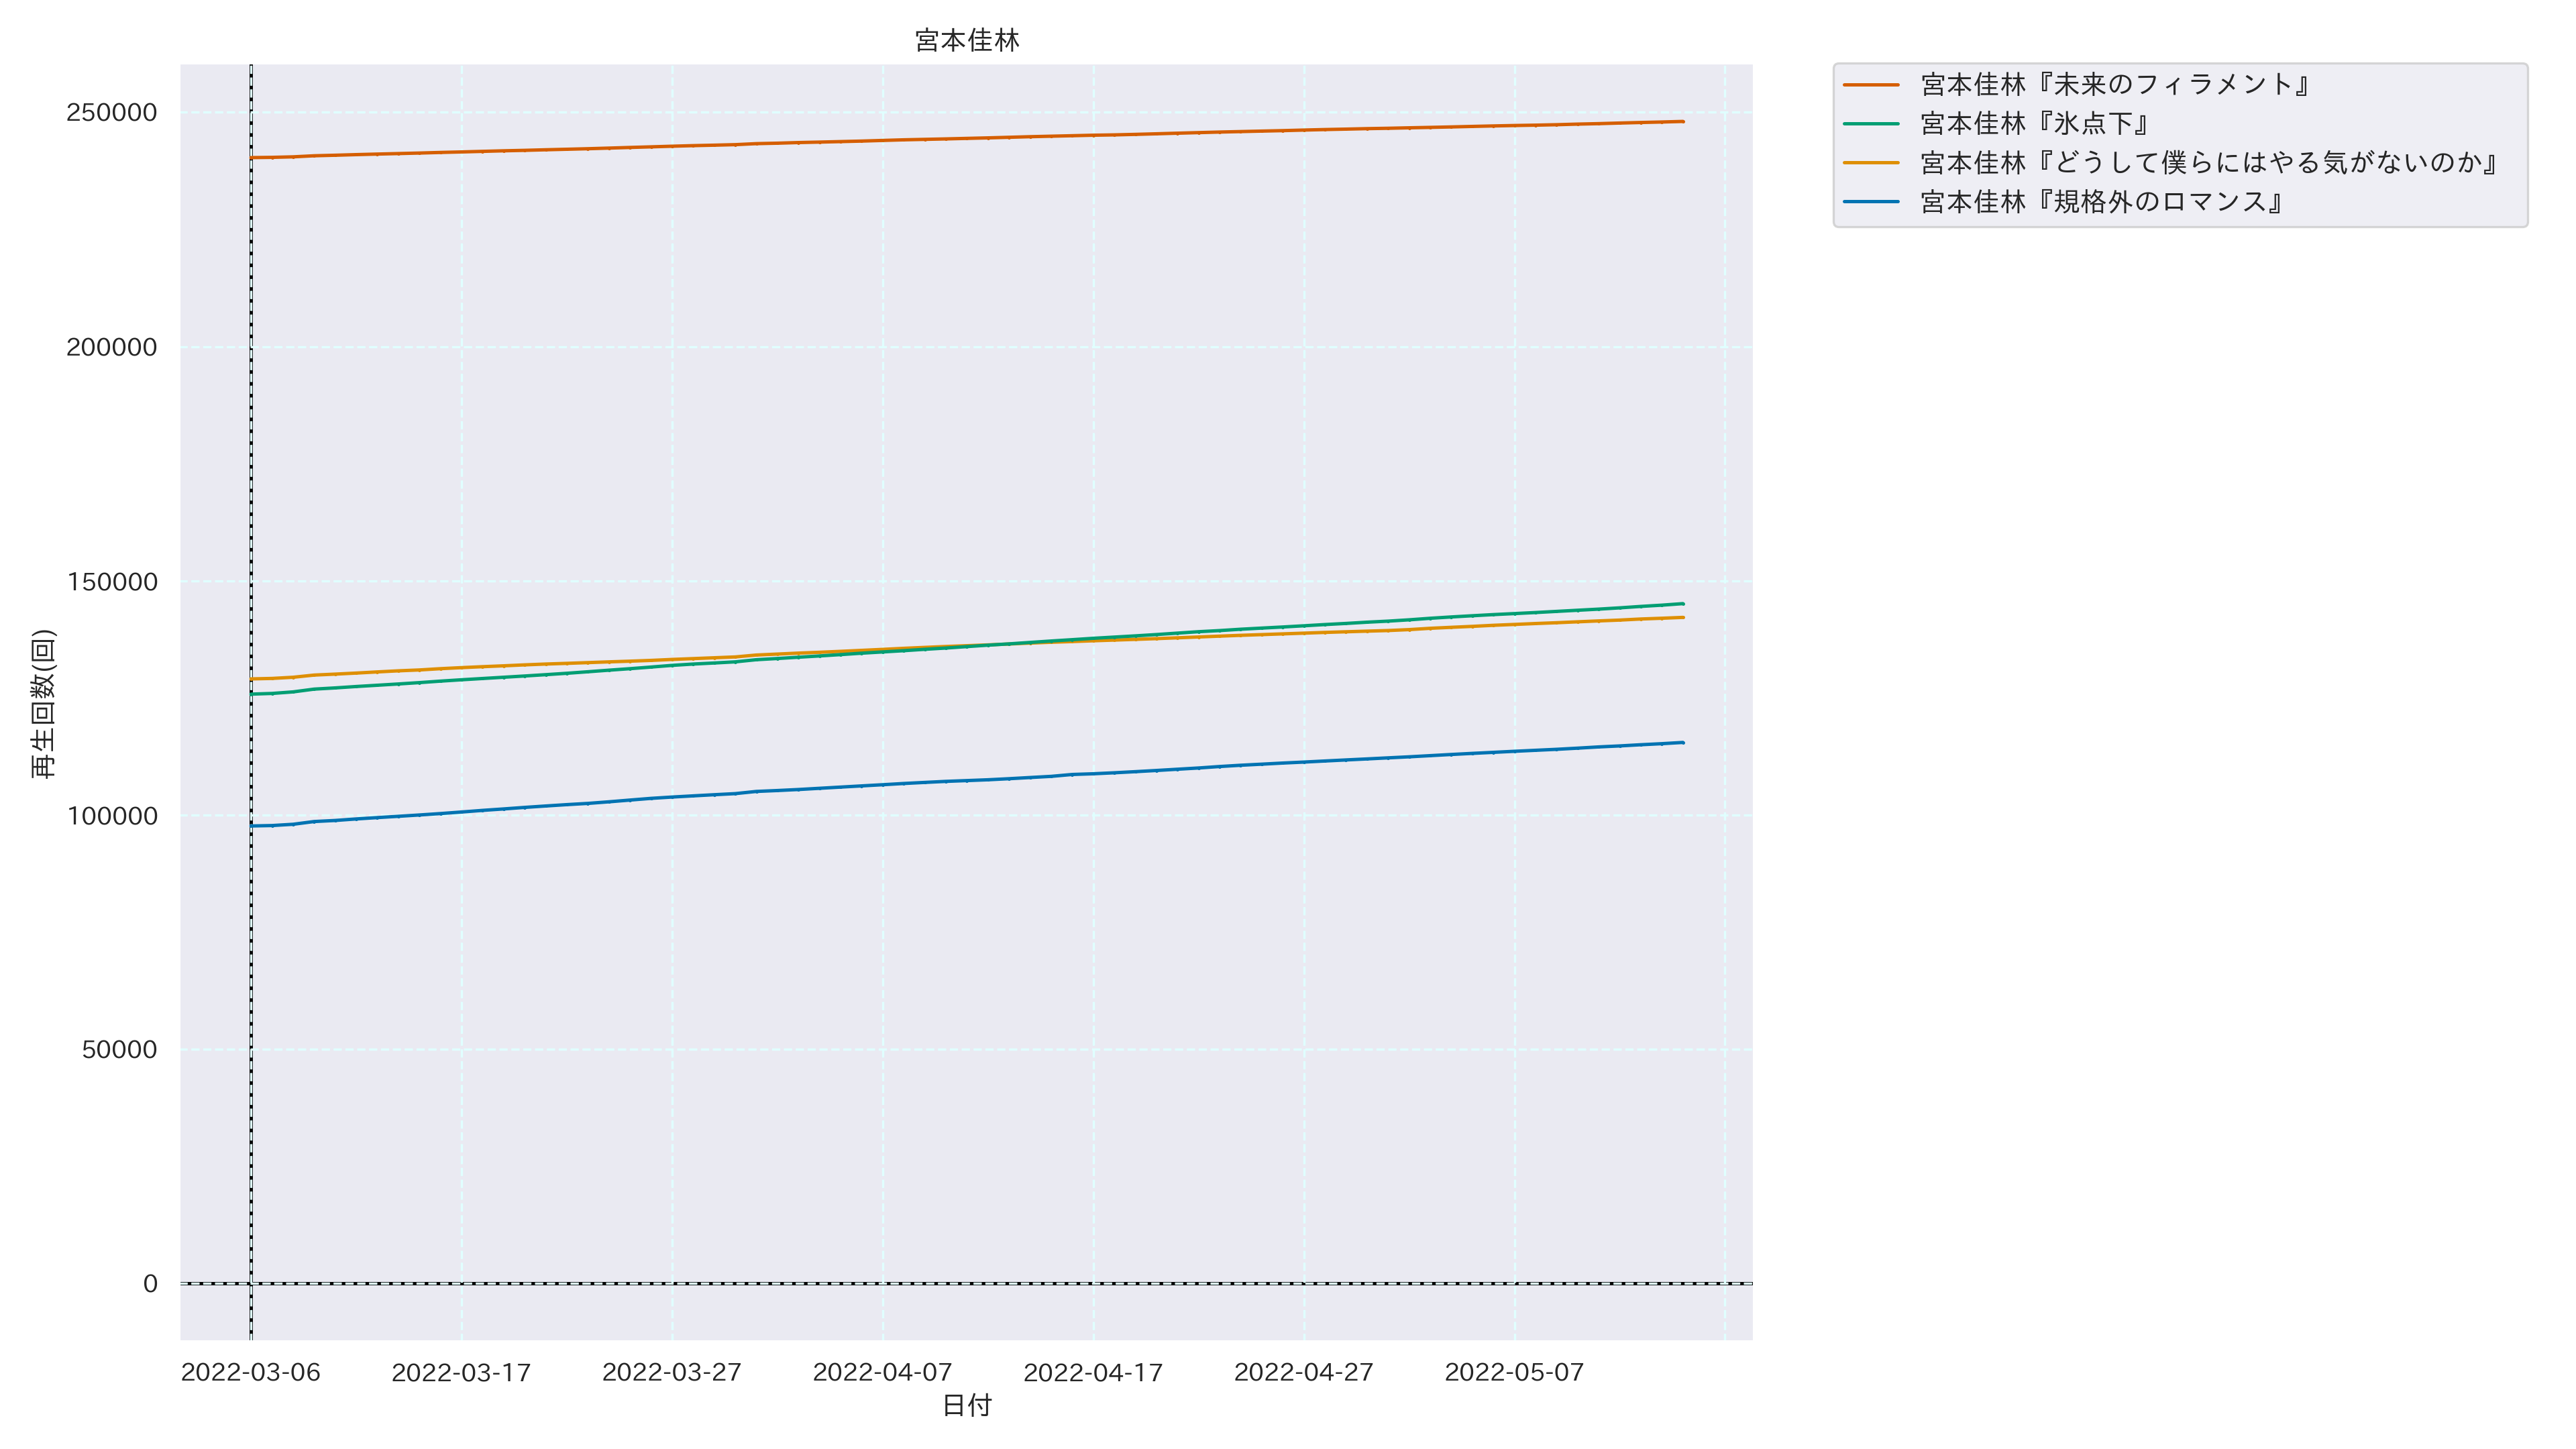 宮本佳林
宮本佳林『未来のフィラメント』
宮本佳林『氷点下』
宮本佳林『どうして僕らにはやる気がないのか』
宮本佳林『規格外のロマンス』
再生回数(回)
250000
200000
150000
100000
50000
0
2022-03-06 2022-03-17 2022-03-27 2022-04-07 2022-04-17 2022-04-27 2022-05-07
日付